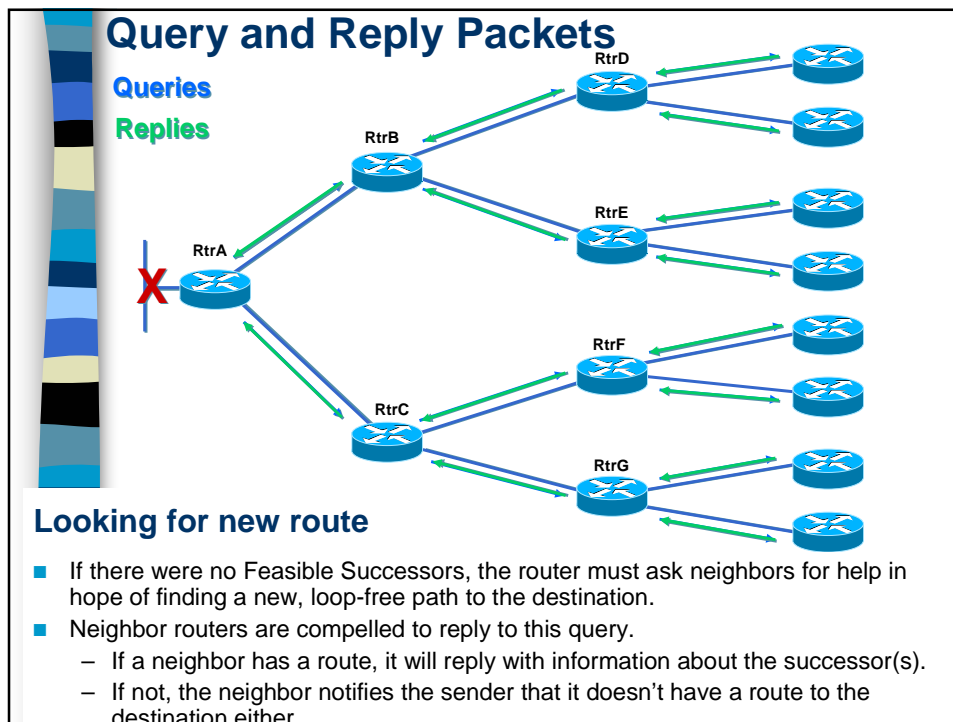 Query and Reply Packets
Queries
Replies
RtrD
RtrB
RtrE
RtrA
X
RtrF
RtrC
RtrG
Looking for new route
If there were no Feasible Successors, the router must ask neighbors for help in
hope of finding a new, loop-free path to the destination.
Neighbor routers are compelled to reply to this query.
– If a neighbor has a route, it will reply with information about the successor(s).
– If not, the neighbor notifies the sender that it doesn't have a route to the
destination either